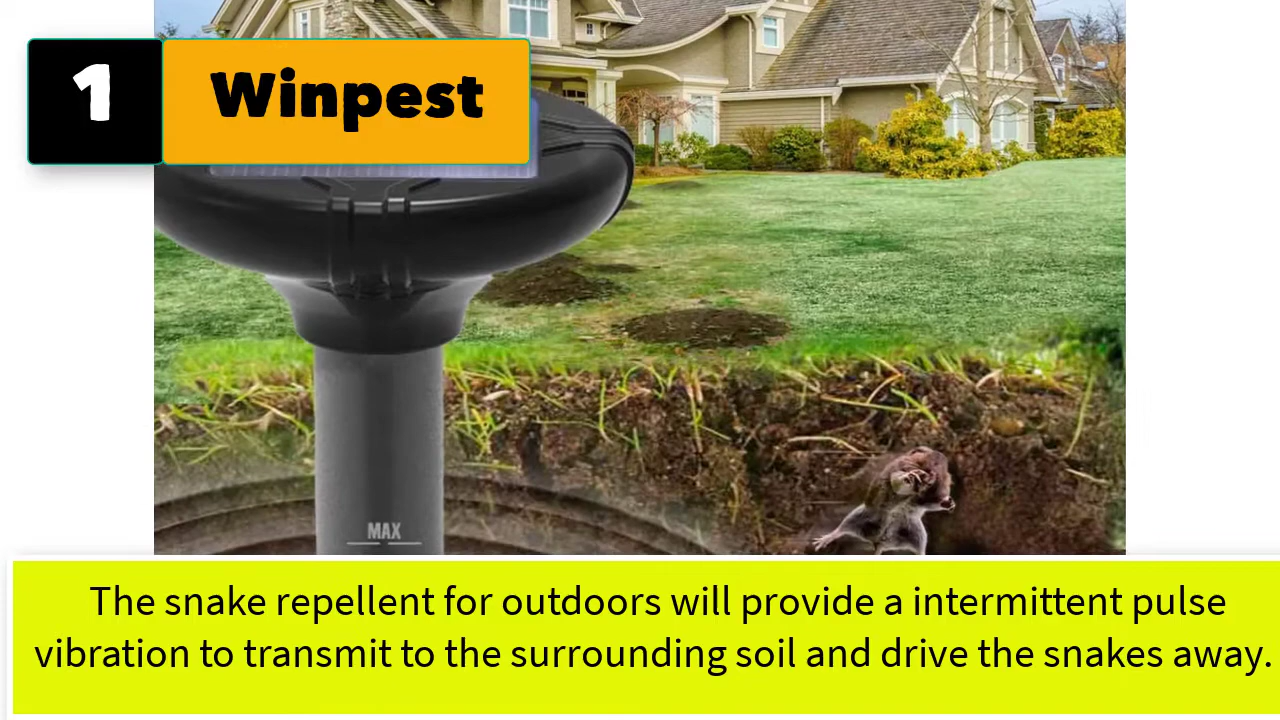 1 Winpest
MAX
The snake repellent for outdoors will provide a intermittent pulse
vibration to transmit to the surrounding soil and drive the snakes away.